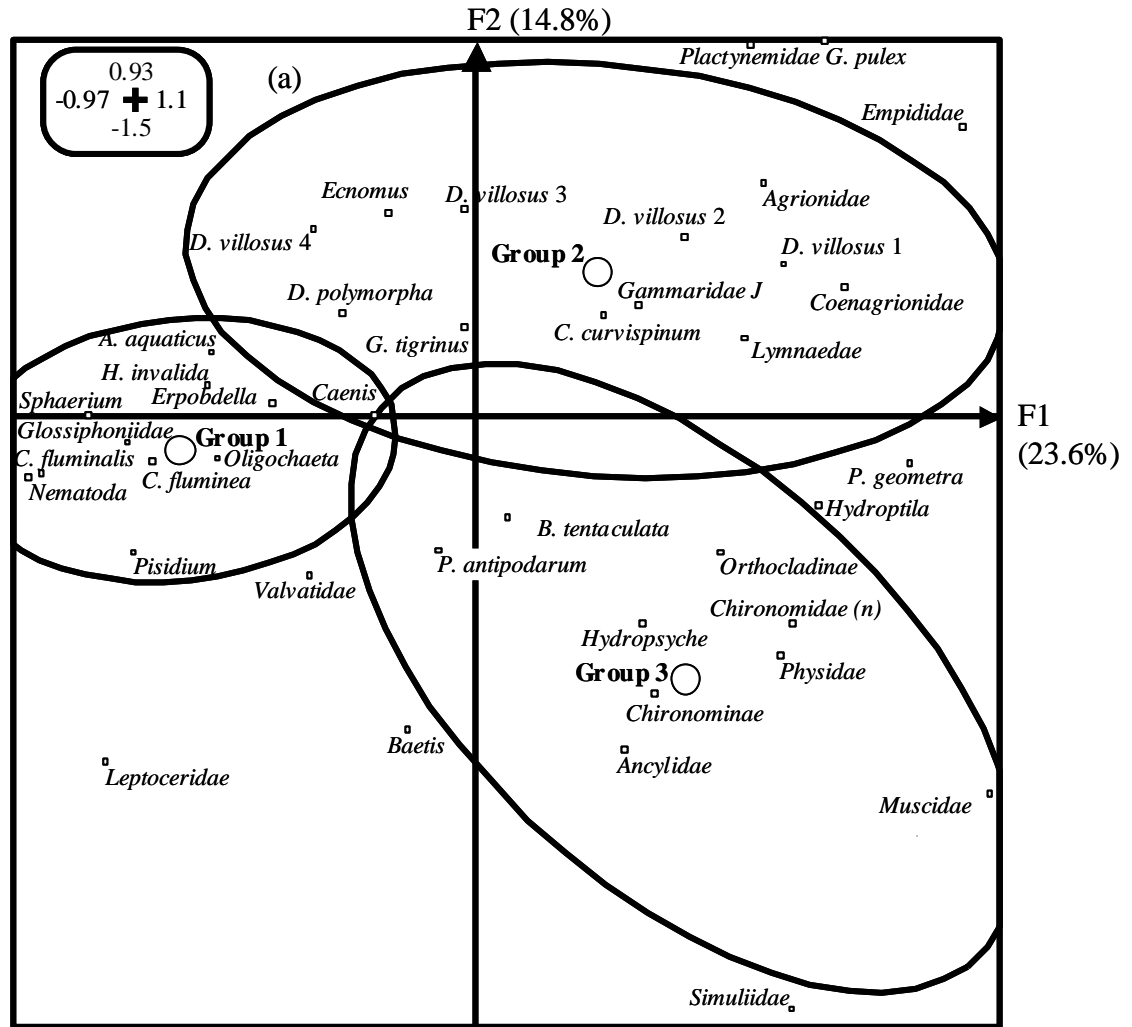 F2 (14.8%)
Plactynemidae G. pulex
0.93
(a)
-0.97 1.1
-1.5
Empididae
Ecnomus
D. villosus 3
Agrionidae
D. villosus 2
D. villosus 4
D. villosus 1
Group 2
D. polymorpha
Gammaridae J
Coenagrionidae
C. curvispinum
A. aquaticus
G. tigrinus
Lymnaedae
H. invalida
Sphaerium
Erpobdella
Caenis
F1
(23.6%)
Glossiphoniidae
Group 1
C. fluminalis
Oligochaeta
Nematoda
C. fluminea
P. geometra
Hydroptila
B. tentaculata
Pisidium
P. antipodarum
Orthocladinae
Valvatidae
Chironomidae (n)
Hydropsyche
Group 3
Physidae
Chironominae
Baetis
Ancylidae
Leptoceridae
Muscidae
Simuliidae